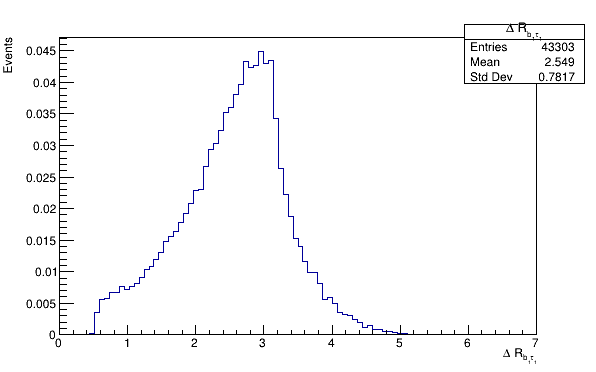 Δ R_{b₁τ₁}
Entries 43303
Mean 2.549
Std Dev 0.7817
Events
0.045
0.04
0.035
0.03
0.025
0.02
0.015
0.01
0.005
0
0 1 2 3 4 5 6 7
Δ R_{b₁τ₁}